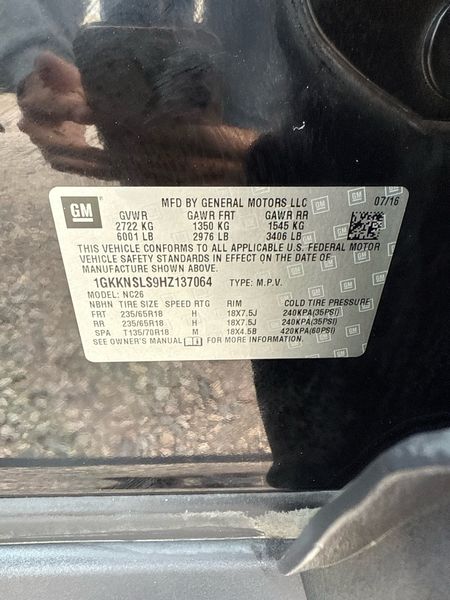 GM
MFD BY GENERAL MOTORS LLC 07/16
GVWR GAWR FRT GAWR RR
2722 KG 1350 KG 1545 KG
6001 LB 2976 LB 3406 LB
THIS VEHICLE CONFORMS TO ALL APPLICABLE U.S. FEDERAL MOTOR
VEHICLE SAFETY STANDARDS IN EFFECT ON THE DATE OF
MANUFACTURE SHOWN ABOVE.
1GKKNSLS9HZ137064 TYPE: M.P.V.
MODEL: NC26
NBHN TIRE SIZE SPEED RTG RIM COLD TIRE PRESSURE
FRT 235/65R18 H 18X7.5J 240KPA(35PSI)
RR 235/65R18 H 18X7.5J 240KPA(35PSI)
SPA T135/70R18 M 18X4.5B 420KPA(60PSI)
SEE OWNER'S MANUAL FOR MORE INFORMATION.